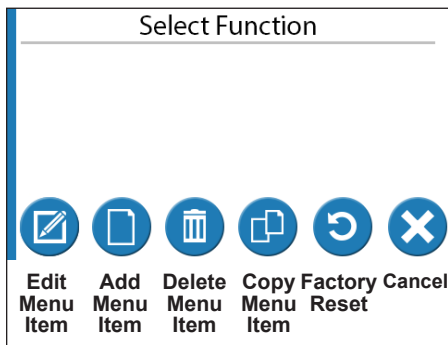 Select Function
Edit Add Delete Copy Factory Cancel
Menu Menu Menu Menu Reset
Item Item Item Item